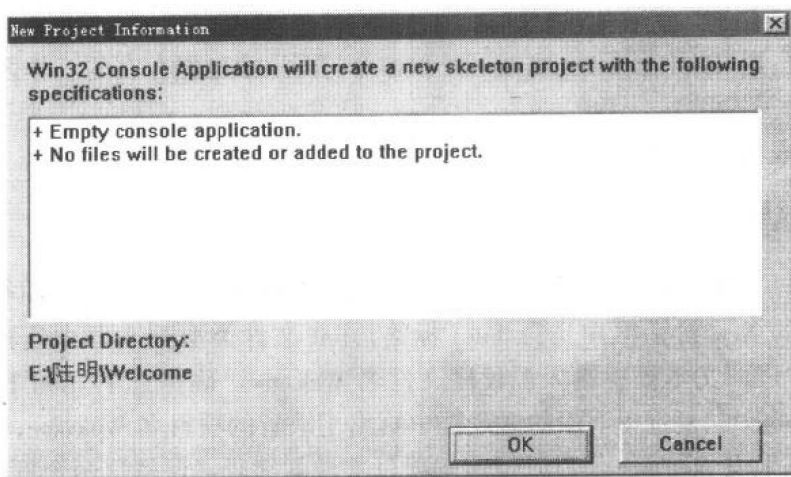 New Project Information
Win32 Console Application will create a new skeleton project with the following
specifications:
+ Empty console application.
+ No files will be created or added to the project.
Project Directory:
E:\陆明\Welcome
OK
Cancel